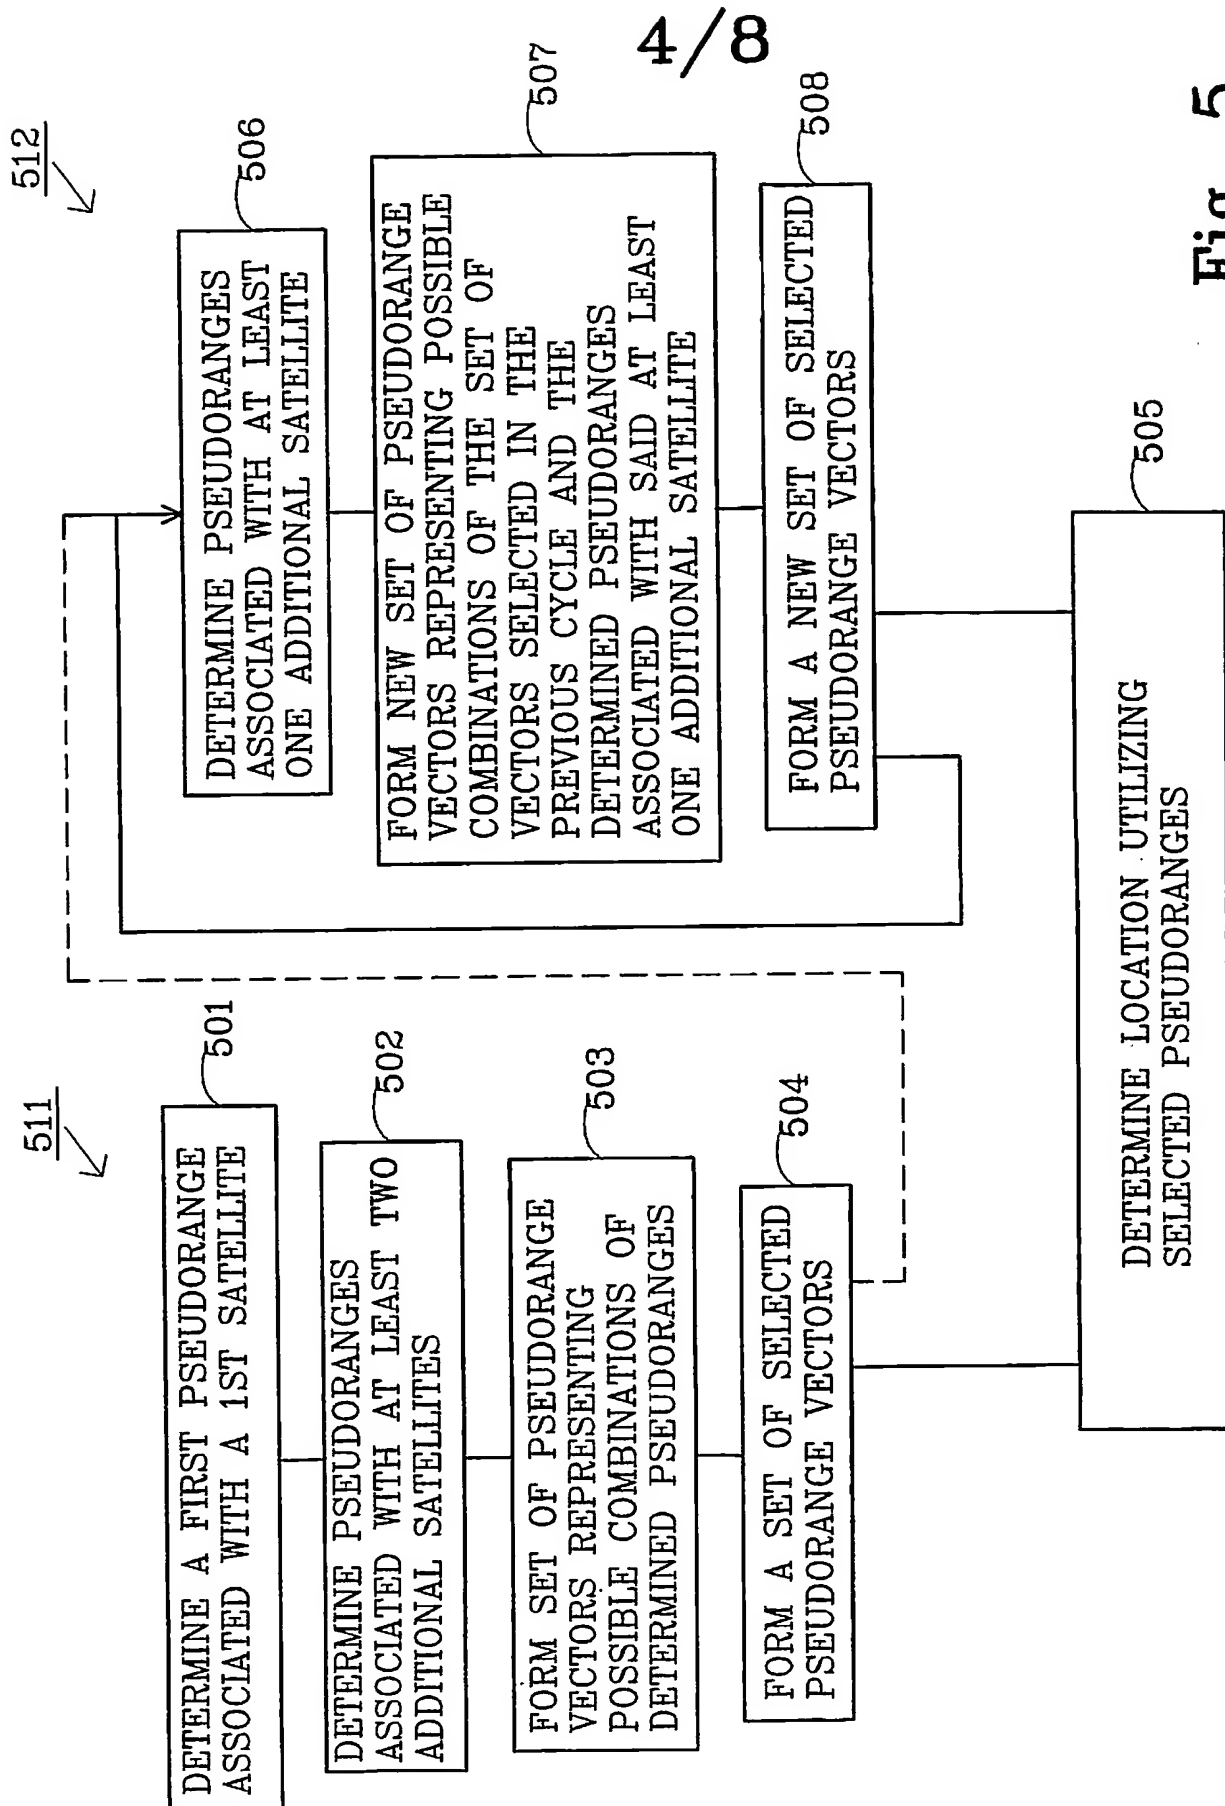 4/8
511
DETERMINE A FIRST PSEUDORANGE
ASSOCIATED WITH A 1ST SATELLITE
501
DETERMINE PSEUDORANGES
ASSOCIATED WITH AT LEAST TWO
ADDITIONAL SATELLITES
502
FORM SET OF PSEUDORANGE
VECTORS REPRESENTING
POSSIBLE COMBINATIONS OF
DETERMINED PSEUDORANGES
503
FORM A SET OF SELECTED
PSEUDORANGE VECTORS
504
512
DETERMINE PSEUDORANGES
ASSOCIATED WITH AT LEAST
ONE ADDITIONAL SATELLITE
506
FORM NEW SET OF PSEUDORANGE
VECTORS REPRESENTING POSSIBLE
COMBINATIONS OF THE SET OF
VECTORS SELECTED IN THE
PREVIOUS CYCLE AND THE
DETERMINED PSEUDORANGES
ASSOCIATED WITH SAID AT LEAST
ONE ADDITIONAL SATELLITE
507
FORM A NEW SET OF SELECTED
PSEUDORANGE VECTORS
508
DETERMINE LOCATION UTILIZING
SELECTED PSEUDORANGES
505
Fig 5